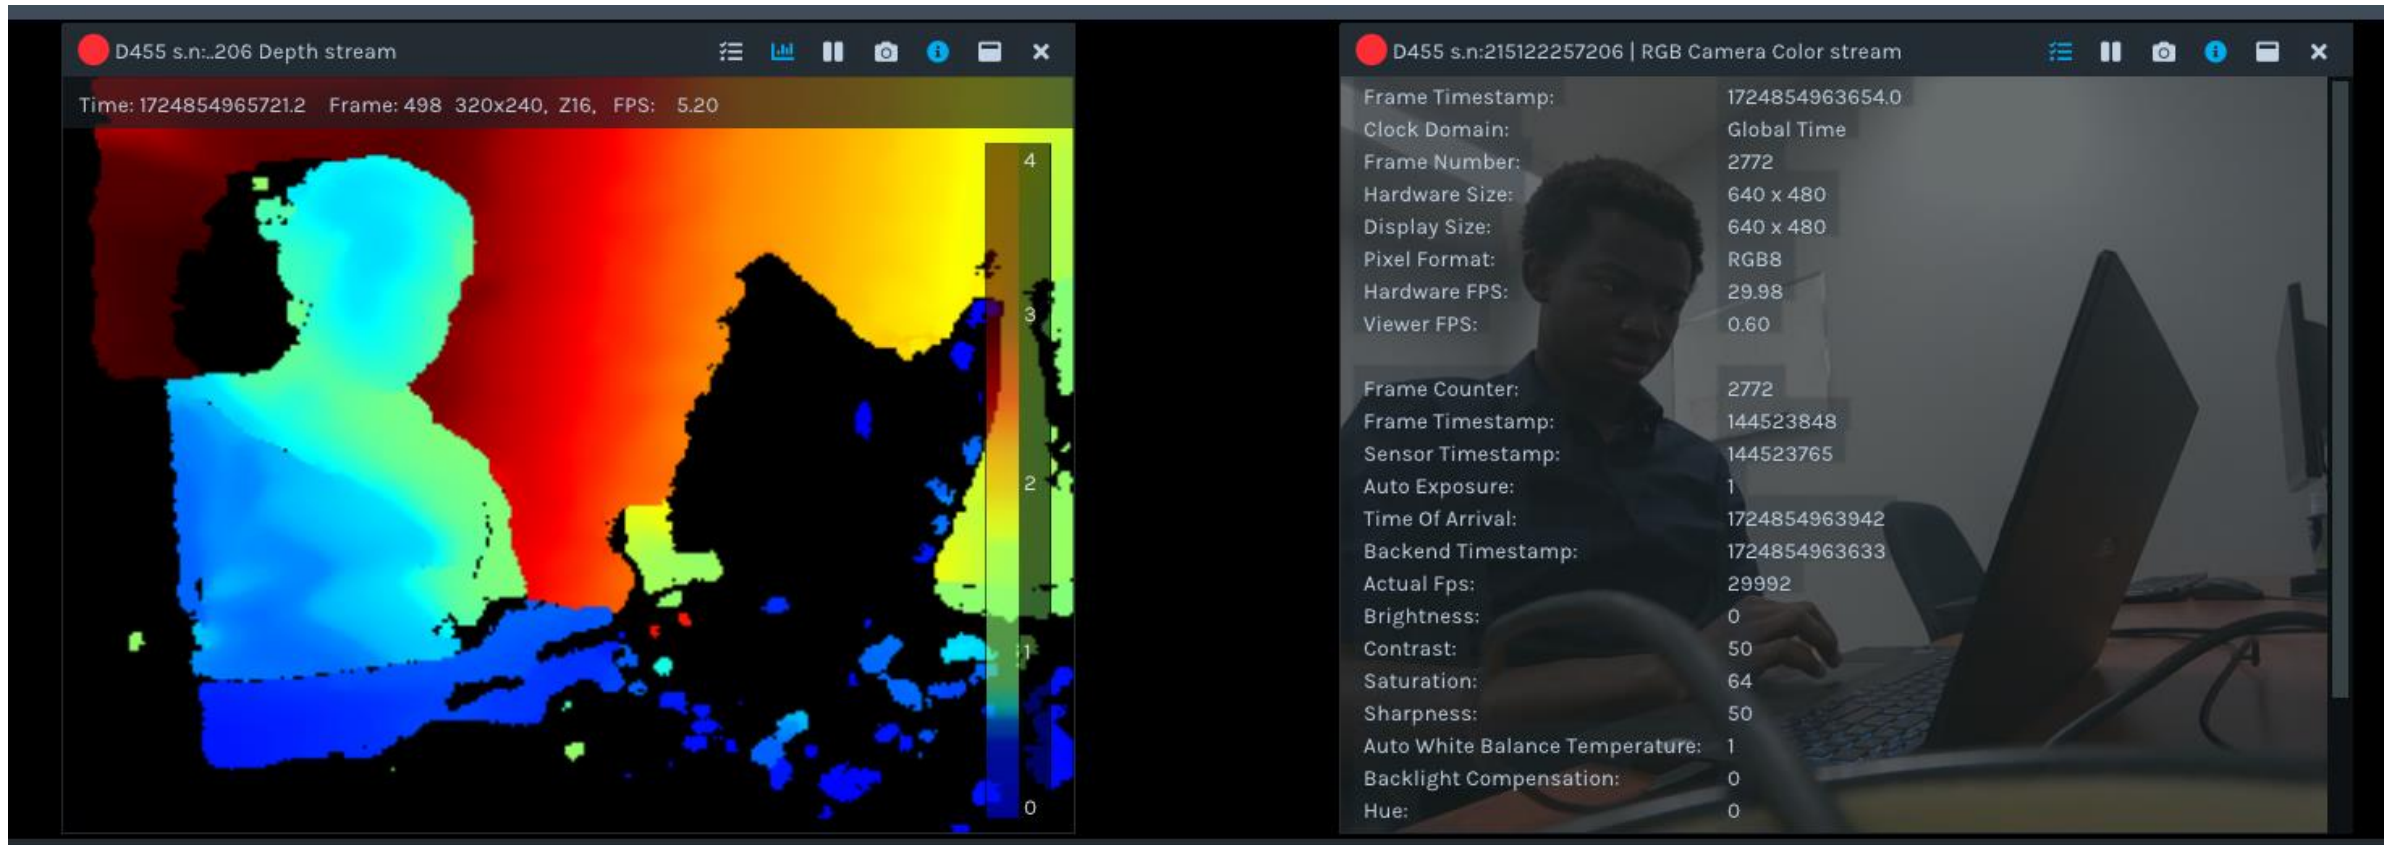 D455 s.n:..206 Depth stream
Time: 1724854965721.2 Frame: 498 320x240, Z16, FPS: 5.20
4
3
2
1
0
D455 s.n:215122257206 | RGB Camera Color stream
Frame Timestamp: 1724854963654.0
Clock Domain: Global Time
Frame Number: 2772
Hardware Size: 640 x 480
Display Size: 640 x 480
Pixel Format: RGB8
Hardware FPS: 29.98
Viewer FPS: 0.60
Frame Counter: 2772
Frame Timestamp: 144523848
Sensor Timestamp: 144523765
Auto Exposure: 1
Time Of Arrival: 1724854963942
Backend Timestamp: 1724854963633
Actual Fps: 29992
Brightness: 0
Contrast: 50
Saturation: 64
Sharpness: 50
Auto White Balance Temperature: 1
Backlight Compensation: 0
Hue: 0